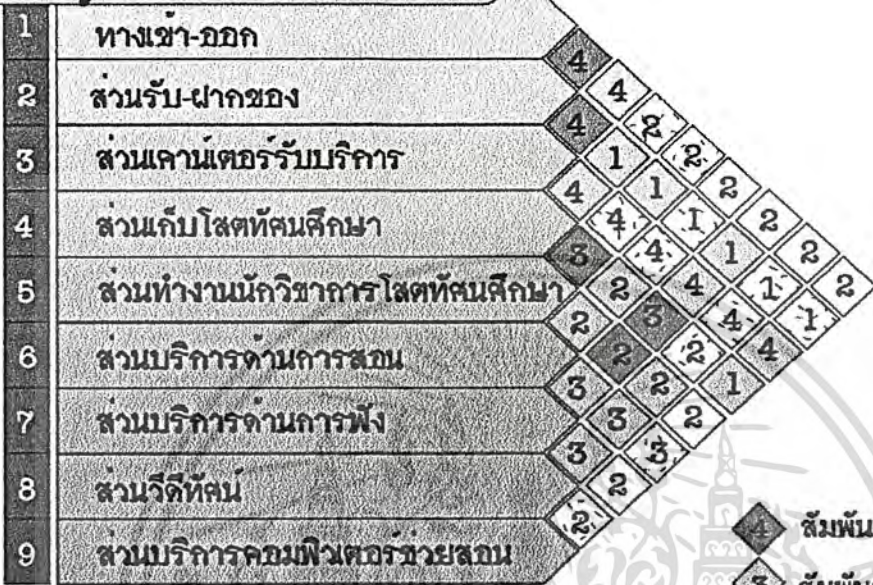 1 ทางเข้า-ออก
2 ส่วนรับ-ฝากของ
3 ส่วนเคาน์เตอร์รับบริการ
4 ส่วนเก็บโสตทัศนศึกษา
5 ส่วนทำงานนักวิชาการโสตทัศนศึกษา
6 ส่วนบริการด้านการสอน
7 ส่วนบริการด้านการฟัง
8 ส่วนวีดีทัศน์
9 ส่วนบริการคอมพิวเตอร์ช่วยสอน
4 4 2 2 2 2 2 2
4 1 1 1 1 1 1
4 4 4 4 4 4
3 2 3 2 1
2 2 2 2
3 3 3
3 2
2
4 สัมพัน